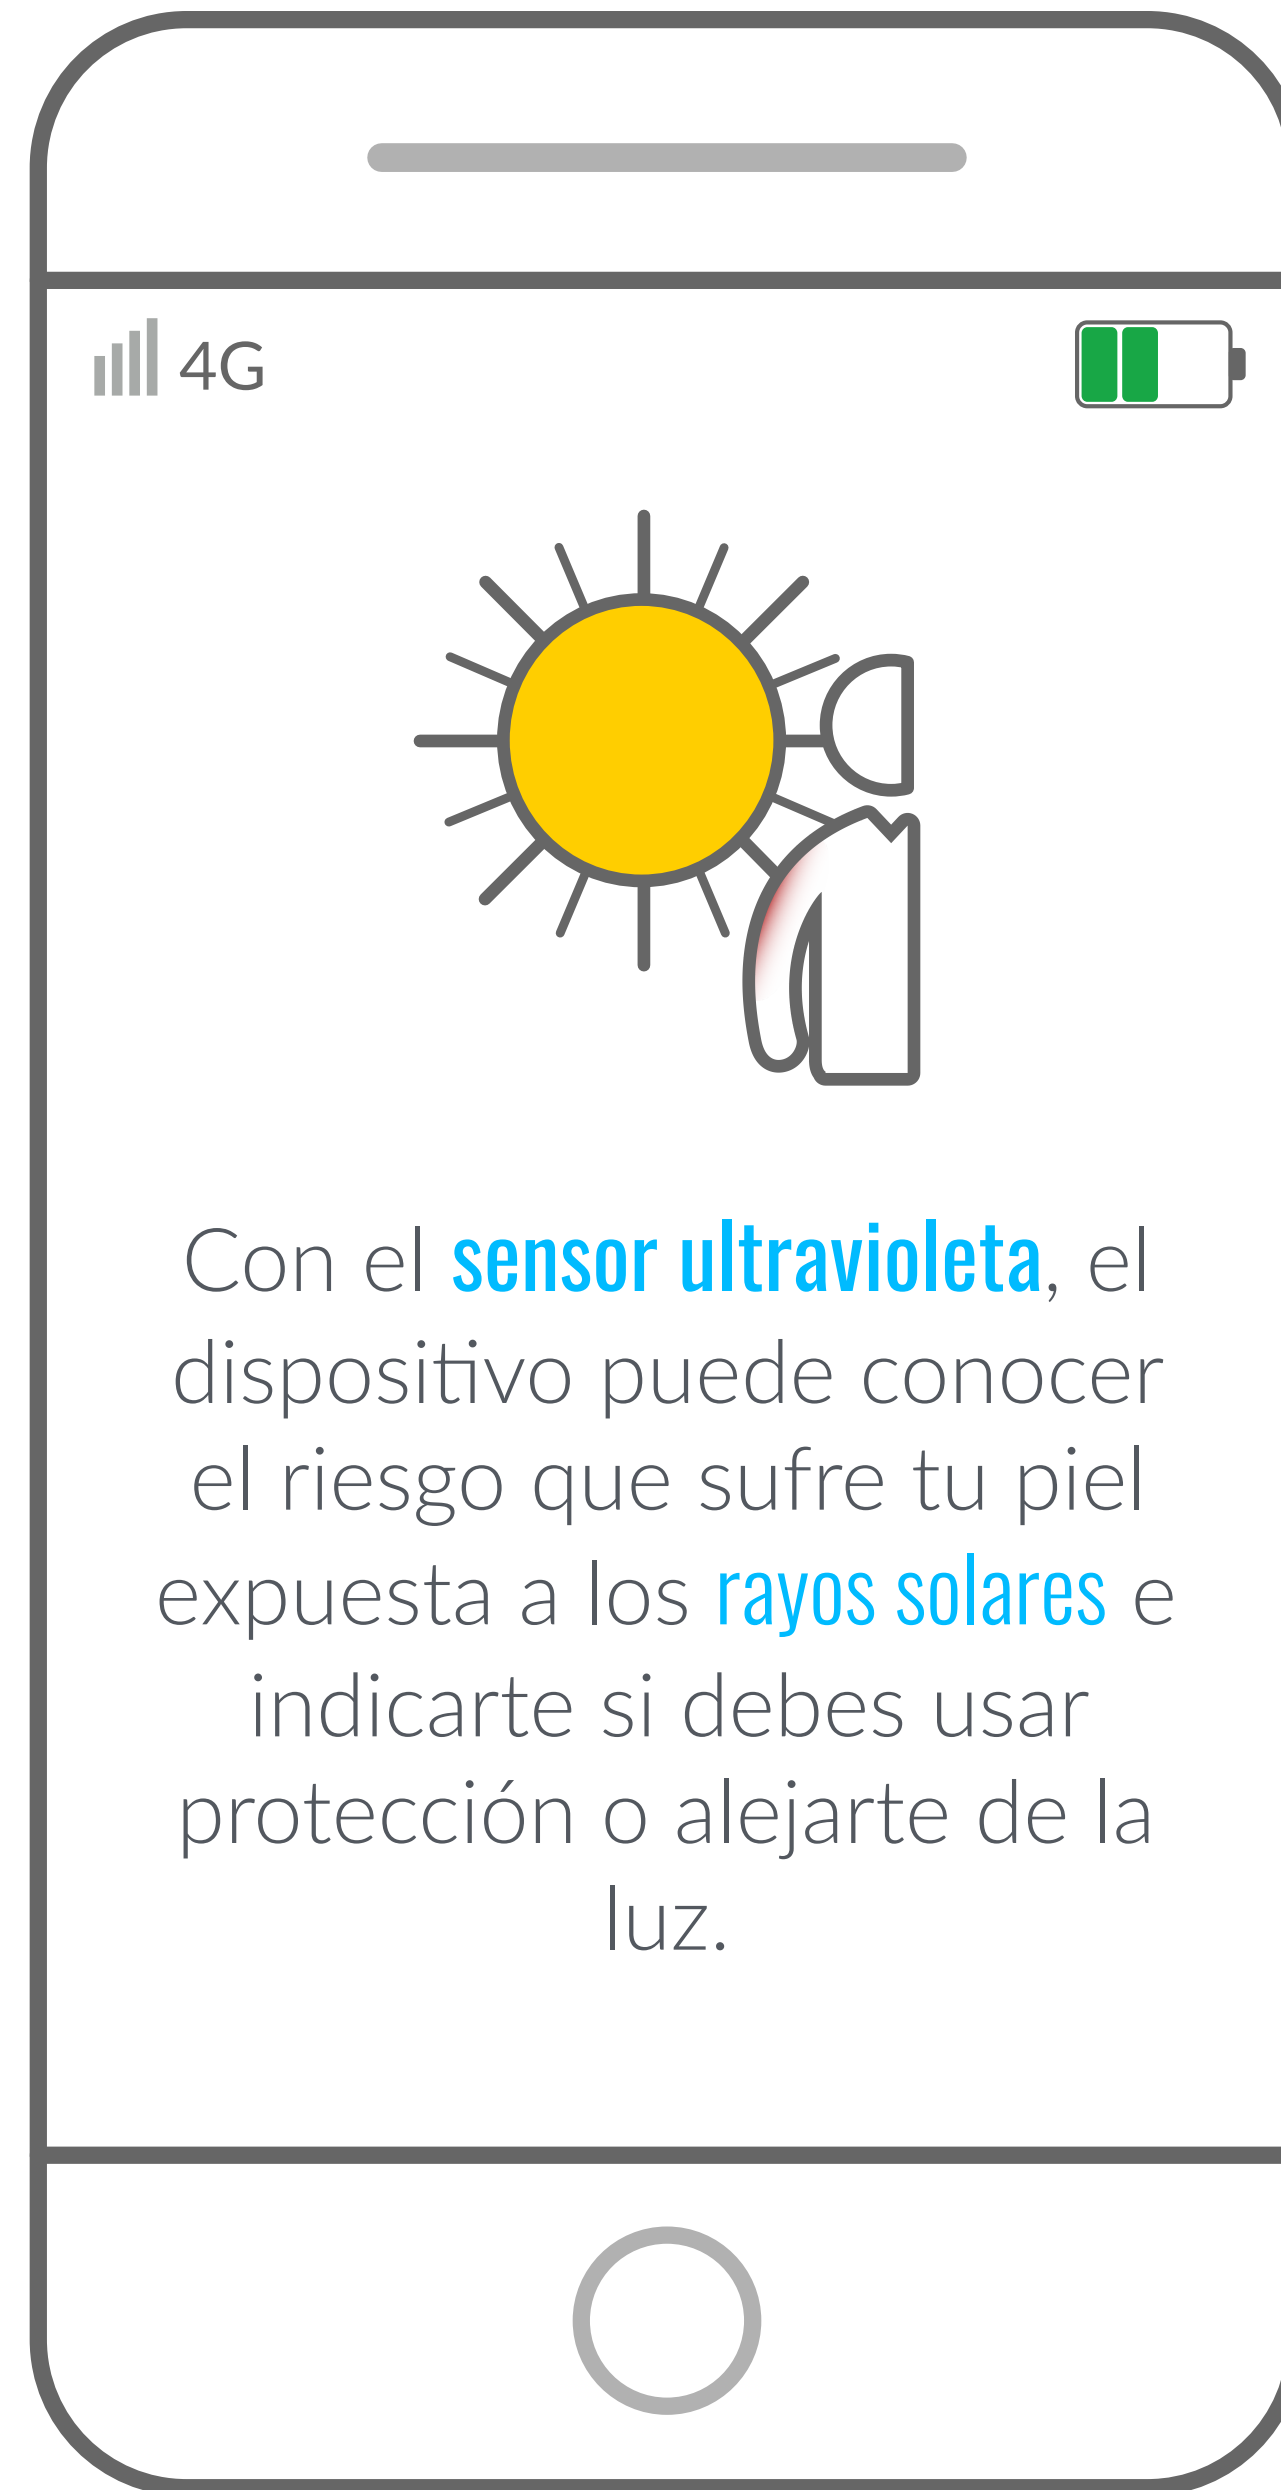 4G
Con el sensor ultravioleta, el
dispositivo puede conocer
el riesgo que sufre tu piel
expuesta a los rayos solares e
indicarte si debes usar
protección o alejarte de la
luz.